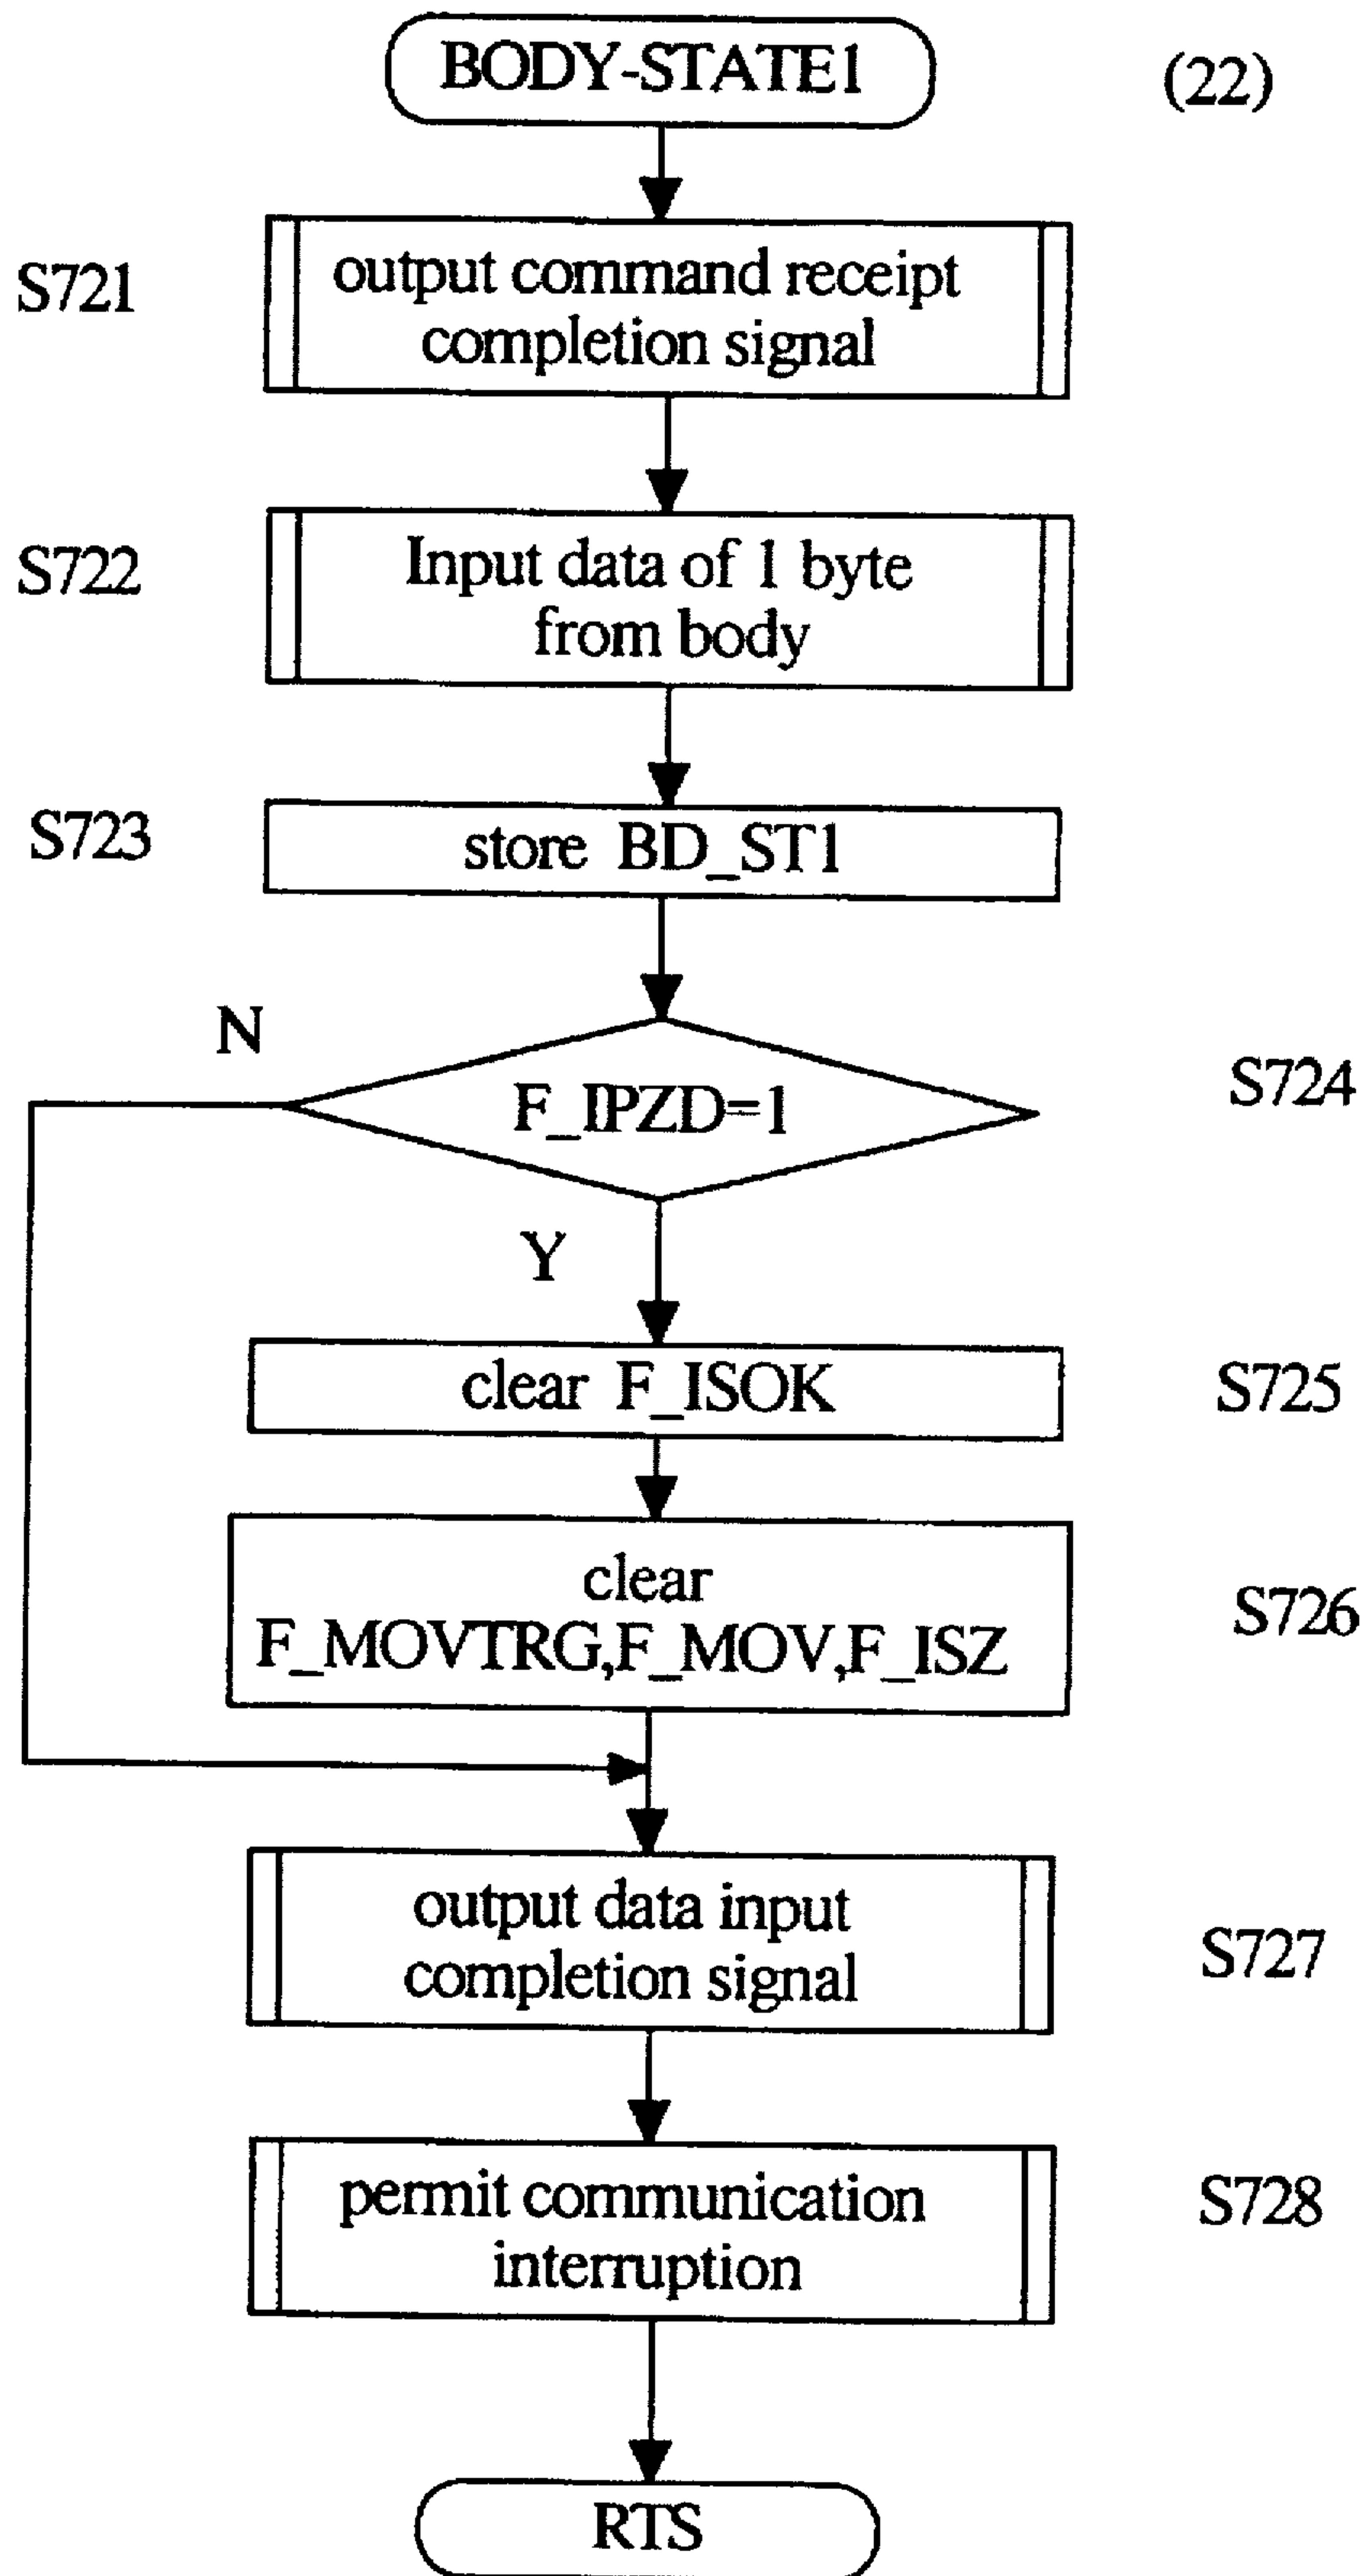 BODY-STATE1
(22)
S721
output command receipt
completion signal
S722
Input data of 1 byte
from body
S723
store BD_ST1
N
F_IPZD=1
S724
Y
clear F_ISOK
S725
clear
F_MOVTRG,F_MOV,F_ISZ
S726
output data input
completion signal
S727
permit communication
interruption
S728
RTS